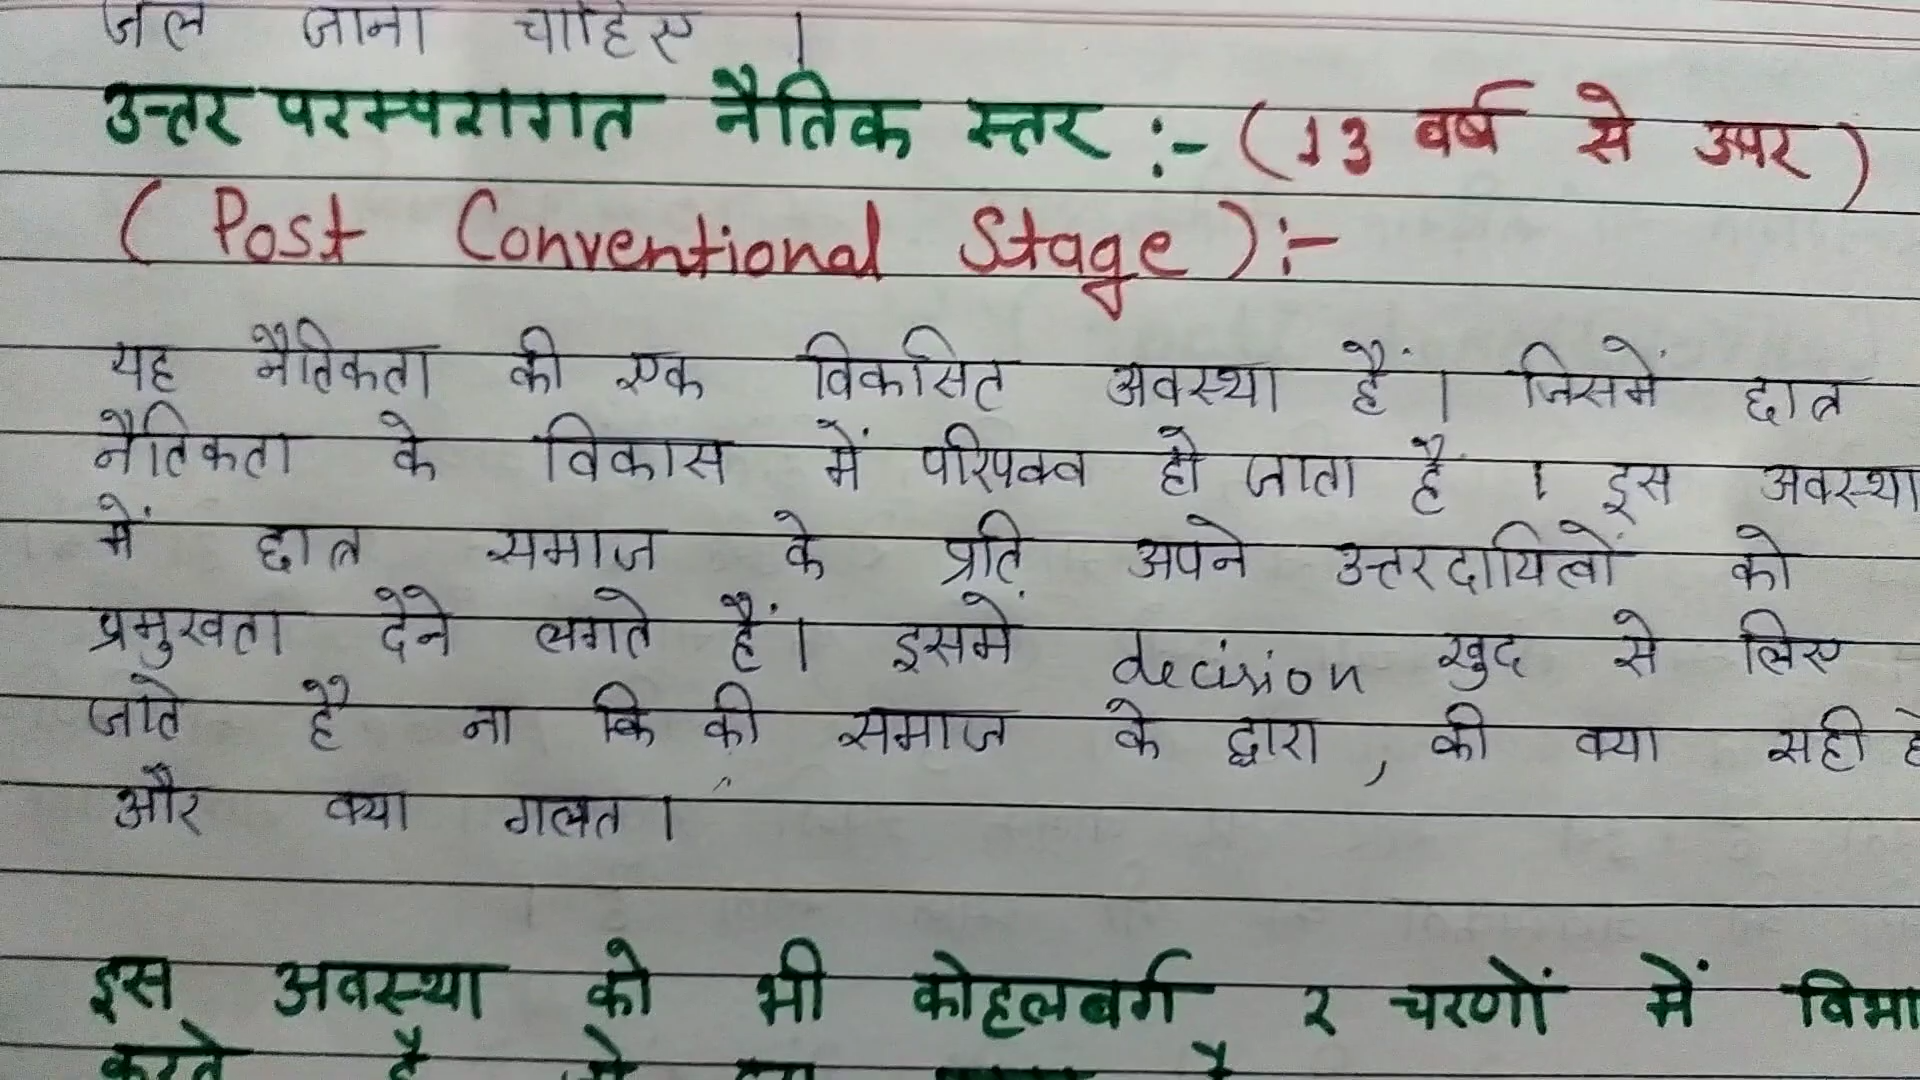 जेल जाना चाहिए ।
उत्तर परम्परागत नैतिक स्तर :- (13 वर्ष से उपर)
( Post Conventional Stage ):-
यह नैतिकता की एक विकसित अवस्था हैं । जिसमें छात्र
नैतिकता के विकास में परिपक्व हो जाता है । इस अवस्था
में छात्र समाज के प्रति अपने उत्तरदायित्वों को
प्रमुखता देने लगते हैं । इसमें decision खुद से लिए
जाते है ना कि की समाज के द्वारा , की क्या सही है
और क्या गलत ।
इस अवस्था को भी कोहलबर्ग 2 चरणों में विभा
करते है